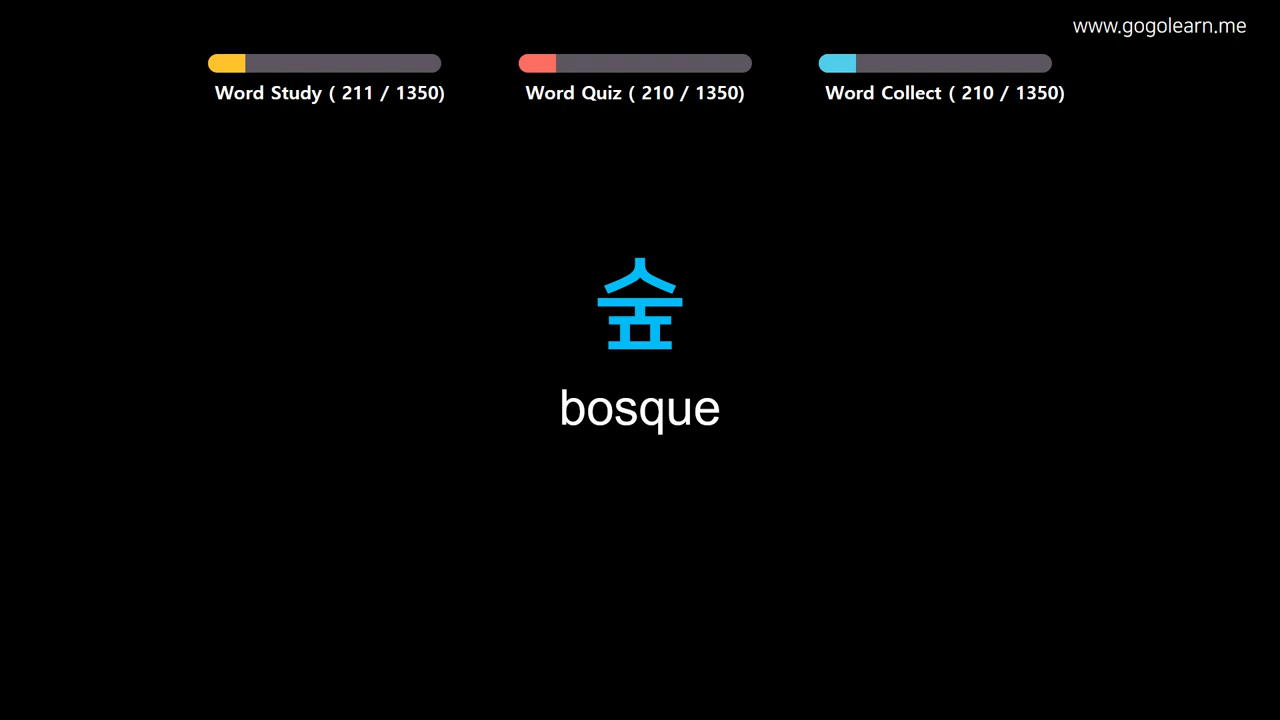 www.gogolearn.me
Word Study ( 211 / 1350)
Word Quiz ( 210 / 1350)
Word Collect ( 210 / 1350)
숲
bosque